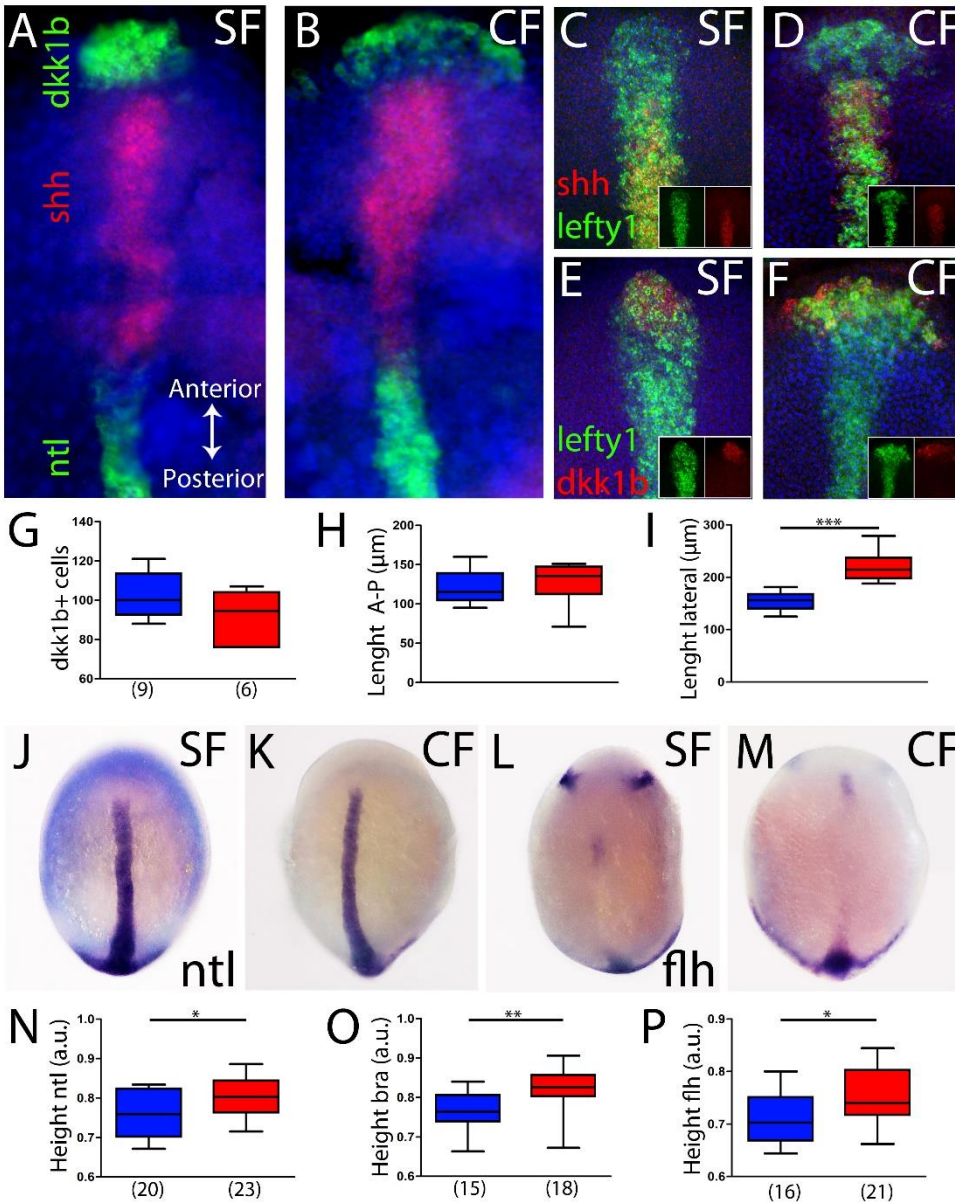 A SF
B CF
C SF
D CF
dkk1b
shh
ntl
Anterior
Posterior
shh
lefty1
E SF
F CF
lefty1
dkk1b
G
dkk1b+ cells
140
120
100
80
60
(9) (6)
H
Lenght A-P (µm)
200
150
100
50
0
I
Lenght lateral (µm)
300
200
100
0
***
J SF
K CF
L SF
M CF
ntl
flh
N
Height ntl (a.u.)
1.0
0.9
0.8
0.7
0.6
*
(20) (23)
O
Height bra (a.u.)
1.0
0.9
0.8
0.7
0.6
**
(15) (18)
P
Height flh (a.u.)
1.0
0.9
0.8
0.7
0.6
*
(16) (21)